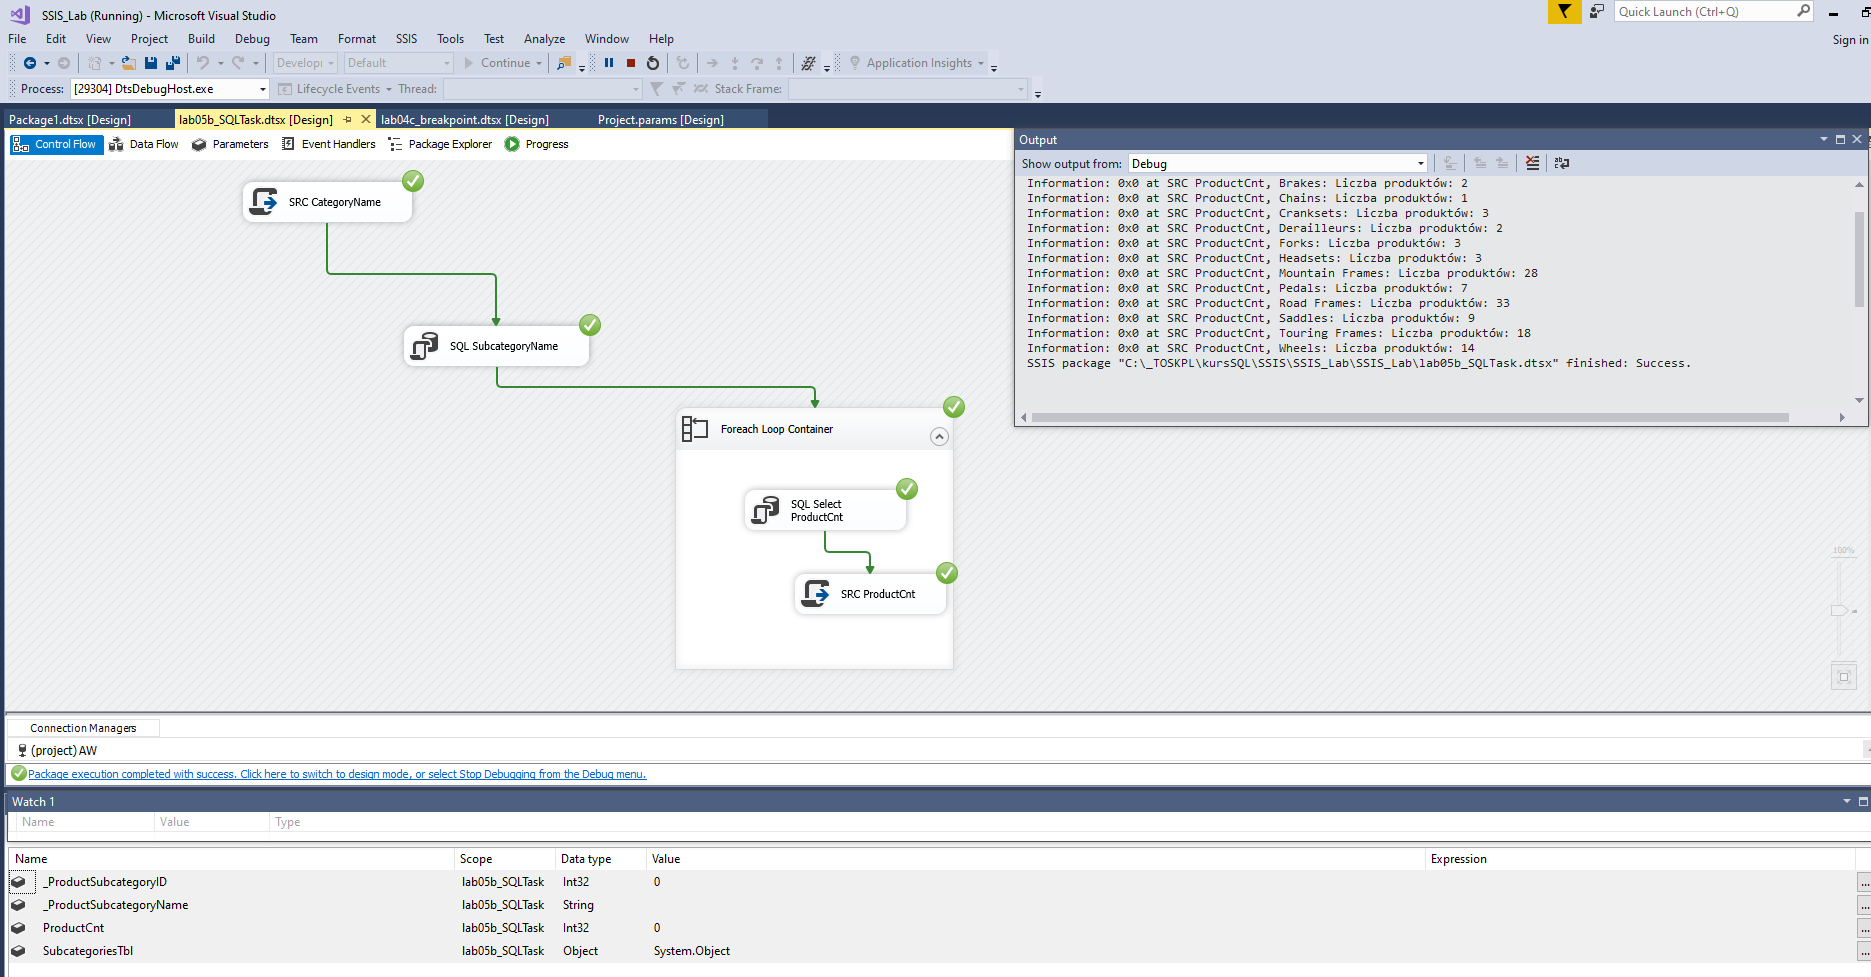 SSIS_Lab (Running) - Microsoft Visual Studio
Quick Launch (Ctrl+Q)
File Edit View Project Build Debug Team Format SSIS Tools Test Analyze Window Help
Sign in
Develop Default Continue Application Insights
Process: [29304] DtsDebugHost.exe Lifecycle Events Thread: Stack Frame:
Package1.dtsx [Design] lab05b_SQLTask.dtsx [Design] lab04c_breakpoint.dtsx [Design] Project.params [Design]
Control Flow Data Flow Parameters Event Handlers Package Explorer Progress
SRC CategoryName
SQL SubcategoryName
Foreach Loop Container
SQL Select
ProductCnt
SRC ProductCnt
Output
Show output from: Debug
Information: 0x0 at SRC ProductCnt, Brakes: Liczba produktów: 2
Information: 0x0 at SRC ProductCnt, Chains: Liczba produktów: 1
Information: 0x0 at SRC ProductCnt, Cranksets: Liczba produktów: 3
Information: 0x0 at SRC ProductCnt, Derailleurs: Liczba produktów: 2
Information: 0x0 at SRC ProductCnt, Forks: Liczba produktów: 3
Information: 0x0 at SRC ProductCnt, Headsets: Liczba produktów: 3
Information: 0x0 at SRC ProductCnt, Mountain Frames: Liczba produktów: 28
Information: 0x0 at SRC ProductCnt, Pedals: Liczba produktów: 7
Information: 0x0 at SRC ProductCnt, Road Frames: Liczba produktów: 33
Information: 0x0 at SRC ProductCnt, Saddles: Liczba produktów: 9
Information: 0x0 at SRC ProductCnt, Touring Frames: Liczba produktów: 18
Information: 0x0 at SRC ProductCnt, Wheels: Liczba produktów: 14
SSIS package "C:\_TOSKPL\kursSQL\SSIS\SSIS_Lab\SSIS_Lab\lab05b_SQLTask.dtsx" finished: Success.
100%
Connection Managers
(project) AW
Package execution completed with success. Click here to switch to design mode, or select Stop Debugging from the Debug menu.
Watch 1
Name Value Type
Name Scope Data type Value Expression
_ProductSubcategoryID lab05b_SQLTask Int32 0 ...
_ProductSubcategoryName lab05b_SQLTask String ...
ProductCnt lab05b_SQLTask Int32 0 ...
SubcategoriesTbl lab05b_SQLTask Object System.Object ...